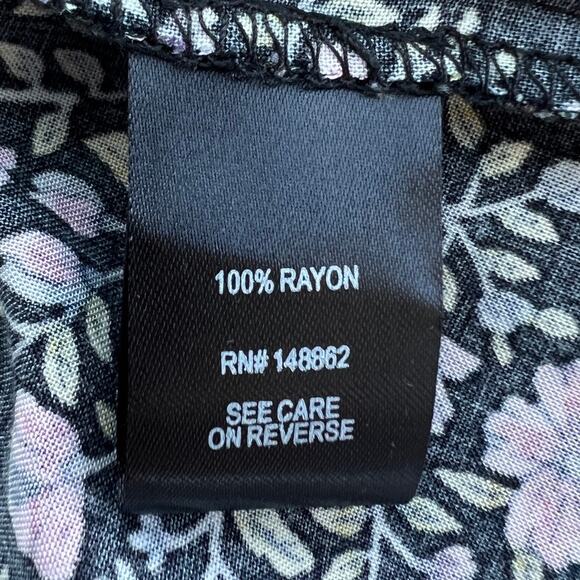 100% RAYON
RN# 148862
SEE CARE
ON REVERSE